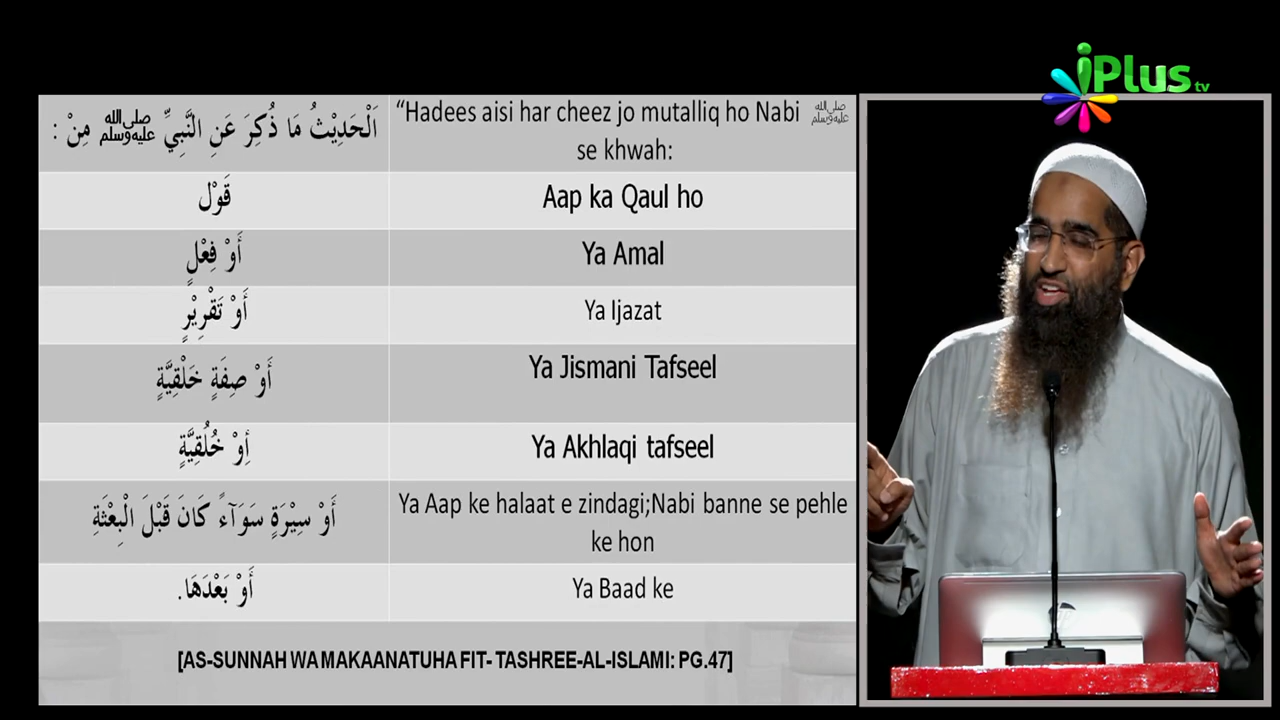 iPlus tv
اَلْحَدِيْثُ مَا ذُكِرَ عَنِ النَّبِيِّ ﷺ مِنْ :
“Hadees aisi har cheez jo mutalliq ho Nabi ﷺ
se khwah:
قَوْل
Aap ka Qaul ho
أَوْ فِعْلٍ
Ya Amal
أَوْ تَقْرِيْرٍ
Ya Ijazat
أَوْ صِفَةٍ خَلْقِيَّةٍ
Ya Jismani Tafseel
أِوْ خُلُقِيَّةٍ
Ya Akhlaqi tafseel
أَوْ سِيْرَةٍ سَوَآءً كَانَ قَبْلَ الْبِعْثَةِ
Ya Aap ke halaat e zindagi;Nabi banne se pehle
ke hon
أَوْ بَعْدَهَا.
Ya Baad ke
[AS-SUNNAH WA MAKAANATUHA FIT- TASHREE-AL-ISLAMI: PG.47]
hp